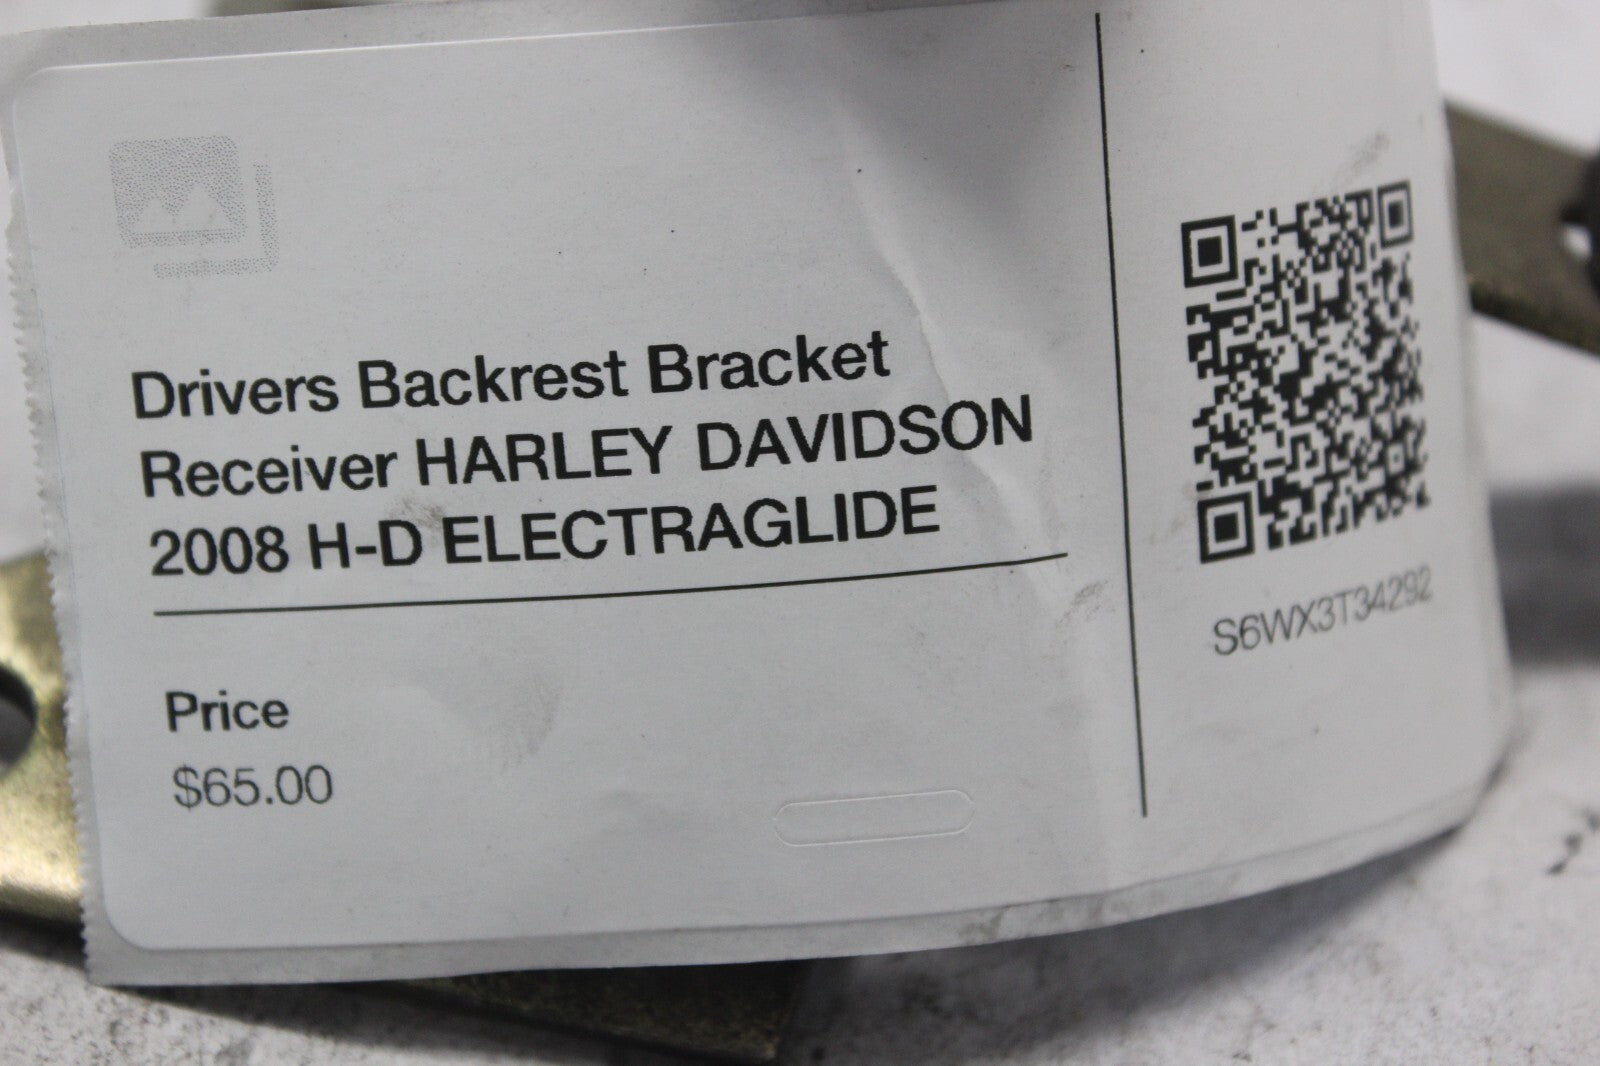 Drivers Backrest Bracket
Receiver HARLEY DAVIDSON
2008 H-D ELECTRAGLIDE
Price
$65.00
S6WX3T34292